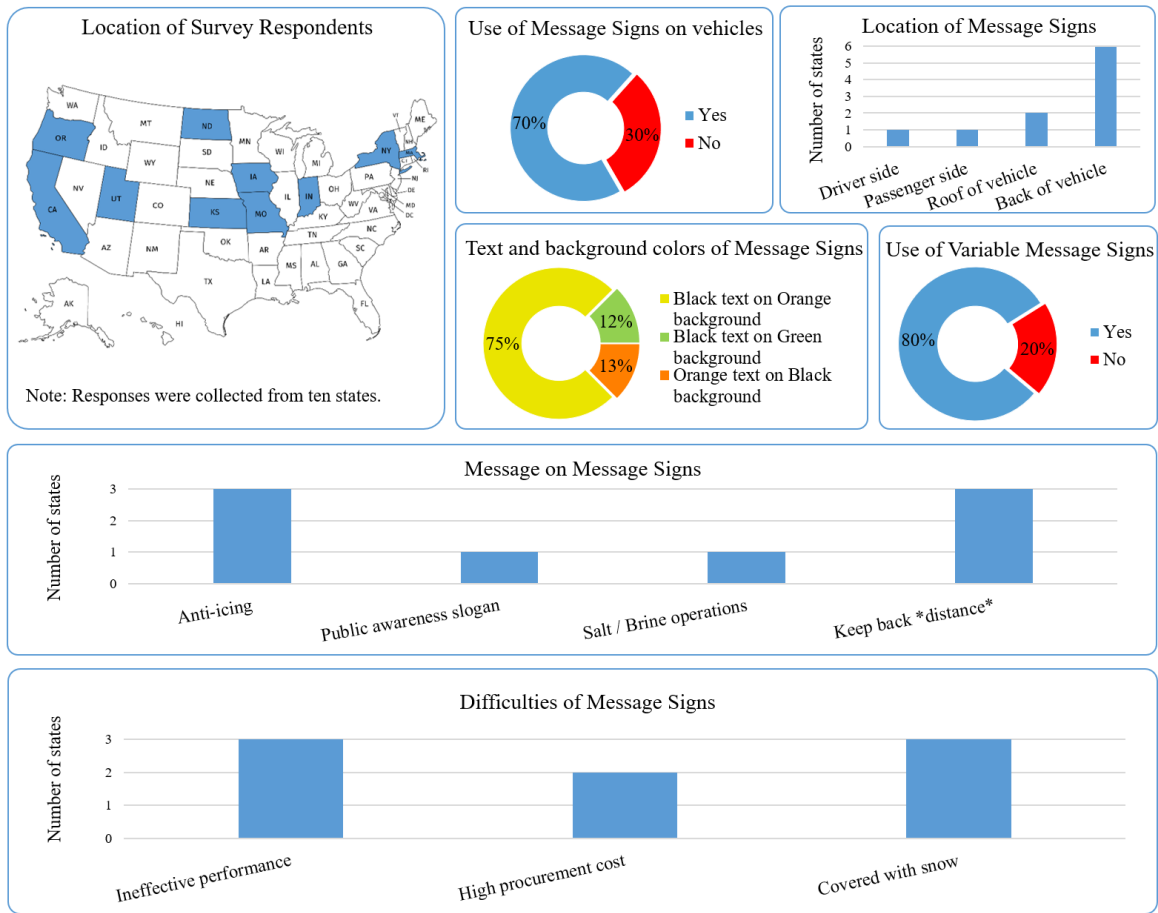 Location of Survey Respondents
WA
MT
ND
MN
ME
VT
NH
OR
ID
SD
WI
MI
NY
MA
CT
RI
WY
IA
PA
NJ
NV
NE
IL
IN
OH
DE
CA
UT
CO
KS
MO
WV
VA
MD
DC
KY
AZ
NM
OK
AR
TN
NC
SC
MS
AL
GA
TX
LA
FL
AK
HI
Note: Responses were collected from ten states.
Use of Message Signs on vehicles
70%
30%
Yes
No
Location of Message Signs
Number of states
6
5
4
3
2
1
0
Driver side
Passenger side
Roof of vehicle
Back of vehicle
Text and background colors of Message Signs
75%
12%
13%
Black text on Orange
background
Black text on Green
background
Orange text on Black
background
Use of Variable Message Signs
80%
20%
Yes
No
Message on Message Signs
Number of states
3
2
1
0
Anti-icing
Public awareness slogan
Salt / Brine operations
Keep back *distance*
Difficulties of Message Signs
Number of states
3
2
1
0
Ineffective performance
High procurement cost
Covered with snow